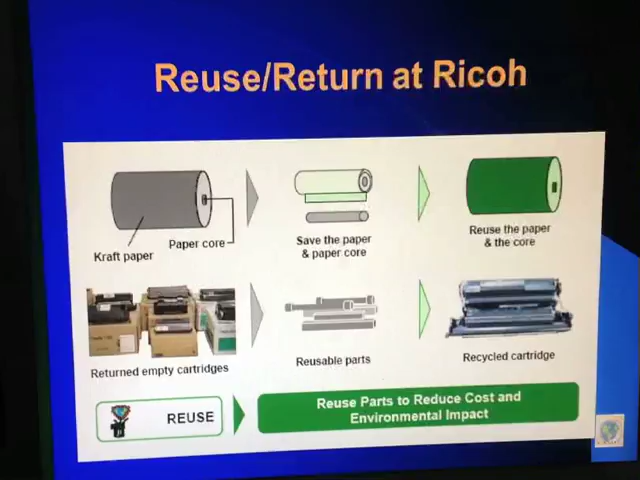 Reuse/Return at Ricoh
Kraft paper
Paper core
Save the paper
& paper core
Reuse the paper
& the core
Returned empty cartridges
Reusable parts
Recycled cartridge
REUSE
Reuse Parts to Reduce Cost and
Environmental Impact